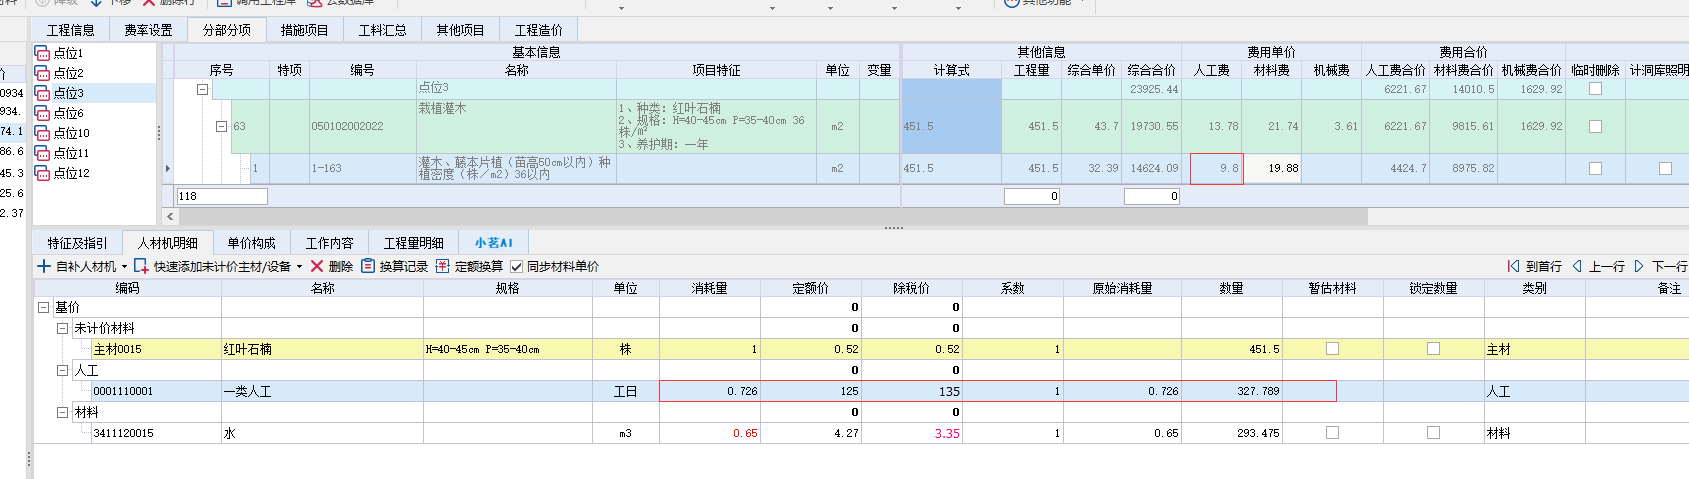 调用工程库 云数据库 其他功能
工程信息 费率设置 分部分项 措施项目 工料汇总 其他项目 工程造价
点位1
点位2
点位3
点位6
点位10
点位11
点位12
0934
934.
74.1
86.6
45.3
25.6
2.37
基本信息 其他信息 费用单价 费用合价
序号 特项 编号 名称 项目特征 单位 变量 计算式 工程量 综合单价 综合合价 人工费 材料费 机械费 人工费合价 材料费合价 机械费合价 临时删除 计洞库照明
点位3 23925.44 6221.67 14010.5 1629.92
63 050102002022 栽植灌木 1、种类: 红叶石楠
2、规格: H=40-45cm P=35-40cm 36
株/m²
3、养护期: 一年
m2 451.5 451.5 43.7 19730.55 13.78 21.74 3.61 6221.67 9815.61 1629.92
1 1-163 灌木、藤本片植(苗高50cm以内)种
植密度(株/m2)36以内
m2 451.5 451.5 32.39 14624.09 9.8 19.88 4424.7 8975.82
118 0 0
特征及指引 人材机明细 单价构成 工作内容 工程量明细 小茗AI
自补人材机 快速添加未计价主材/设备 删除 换算记录 定额换算 同步材料单价 到首行 上一行 下一行
编码 名称 规格 单位 消耗量 定额价 除税价 系数 原始消耗量 数量 暂估材料 锁定数量 类别 备注
基价 0 0
未计价材料 0 0
主材0015 红叶石楠 H=40-45cm P=35-40cm 株 1 0.52 0.52 1 451.5 主材
人工 0 0
0001110001 一类人工 工日 0.726 125 135 1 0.726 327.789 人工
材料 0 0
3411120015 水 m3 0.65 4.27 3.35 1 0.65 293.475 材料